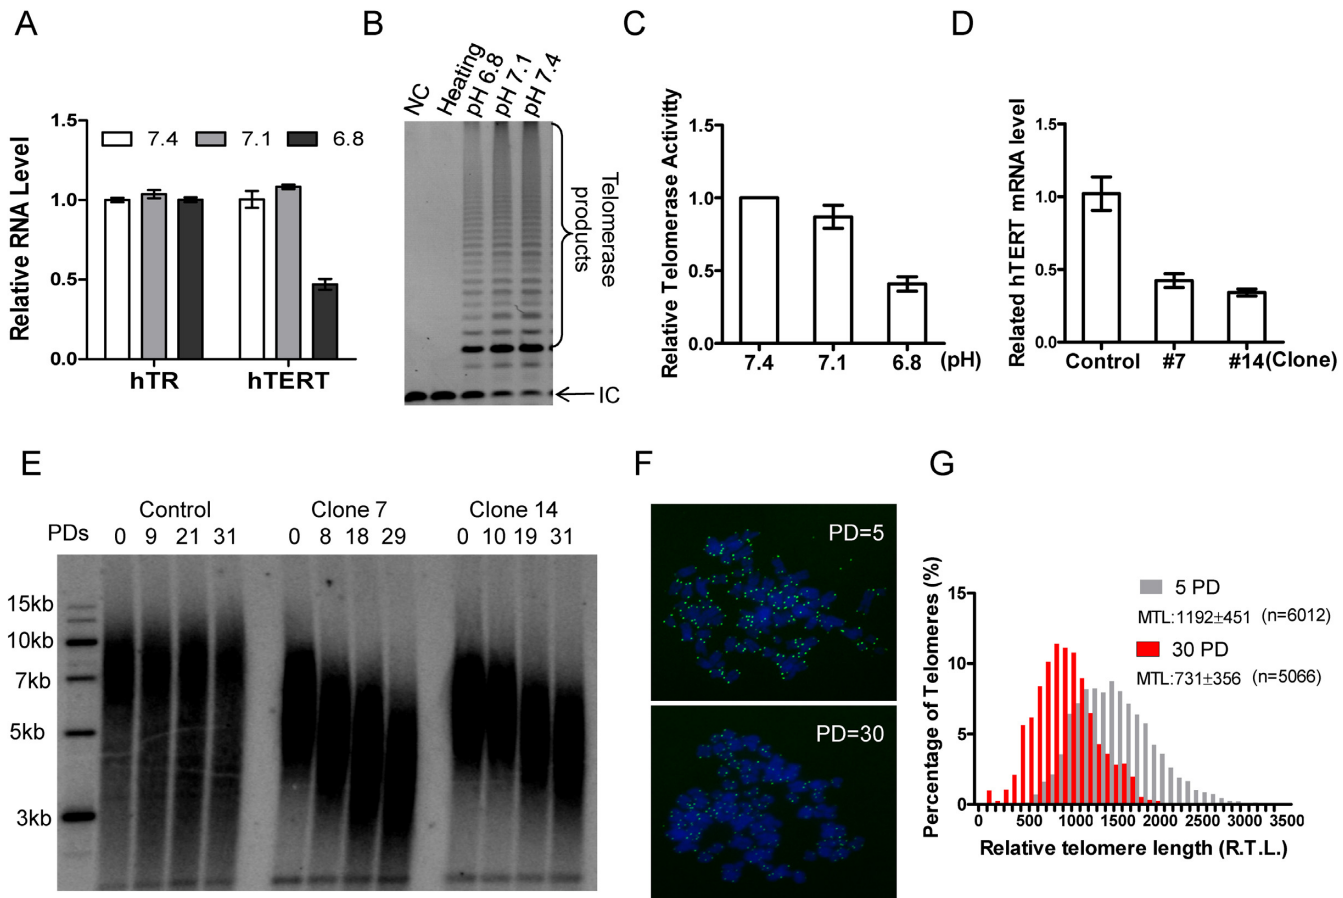 A
Relative RNA Level
1.5
1.0
0.5
0.0
7.4 7.1 6.8
hTR hTERT
B
NC
Heating
pH 6.8
pH 7.1
pH 7.4
Telomerase
products
IC
C
Relative Telomerase Activitty
1.5
1.0
0.5
0.0
7.4 7.1 6.8 (pH)
D
Related hTERT mRNA level
1.5
1.0
0.5
0.0
Control #7 #14(Clone)
E
Control Clone 7 Clone 14
PDs 0 9 21 31 0 8 18 29 0 10 19 31
15kb
10kb
7kb
5kb
3kb
F
PD=5
PD=30
G
Percentage of Telomeres (%)
15
10
5
0
5 PD
MTL:1192±451 (n=6012)
30 PD
MTL:731±356 (n=5066)
500 1000 1500 2000 2500 3000 3500
Relative telomere length (R.T.L.)